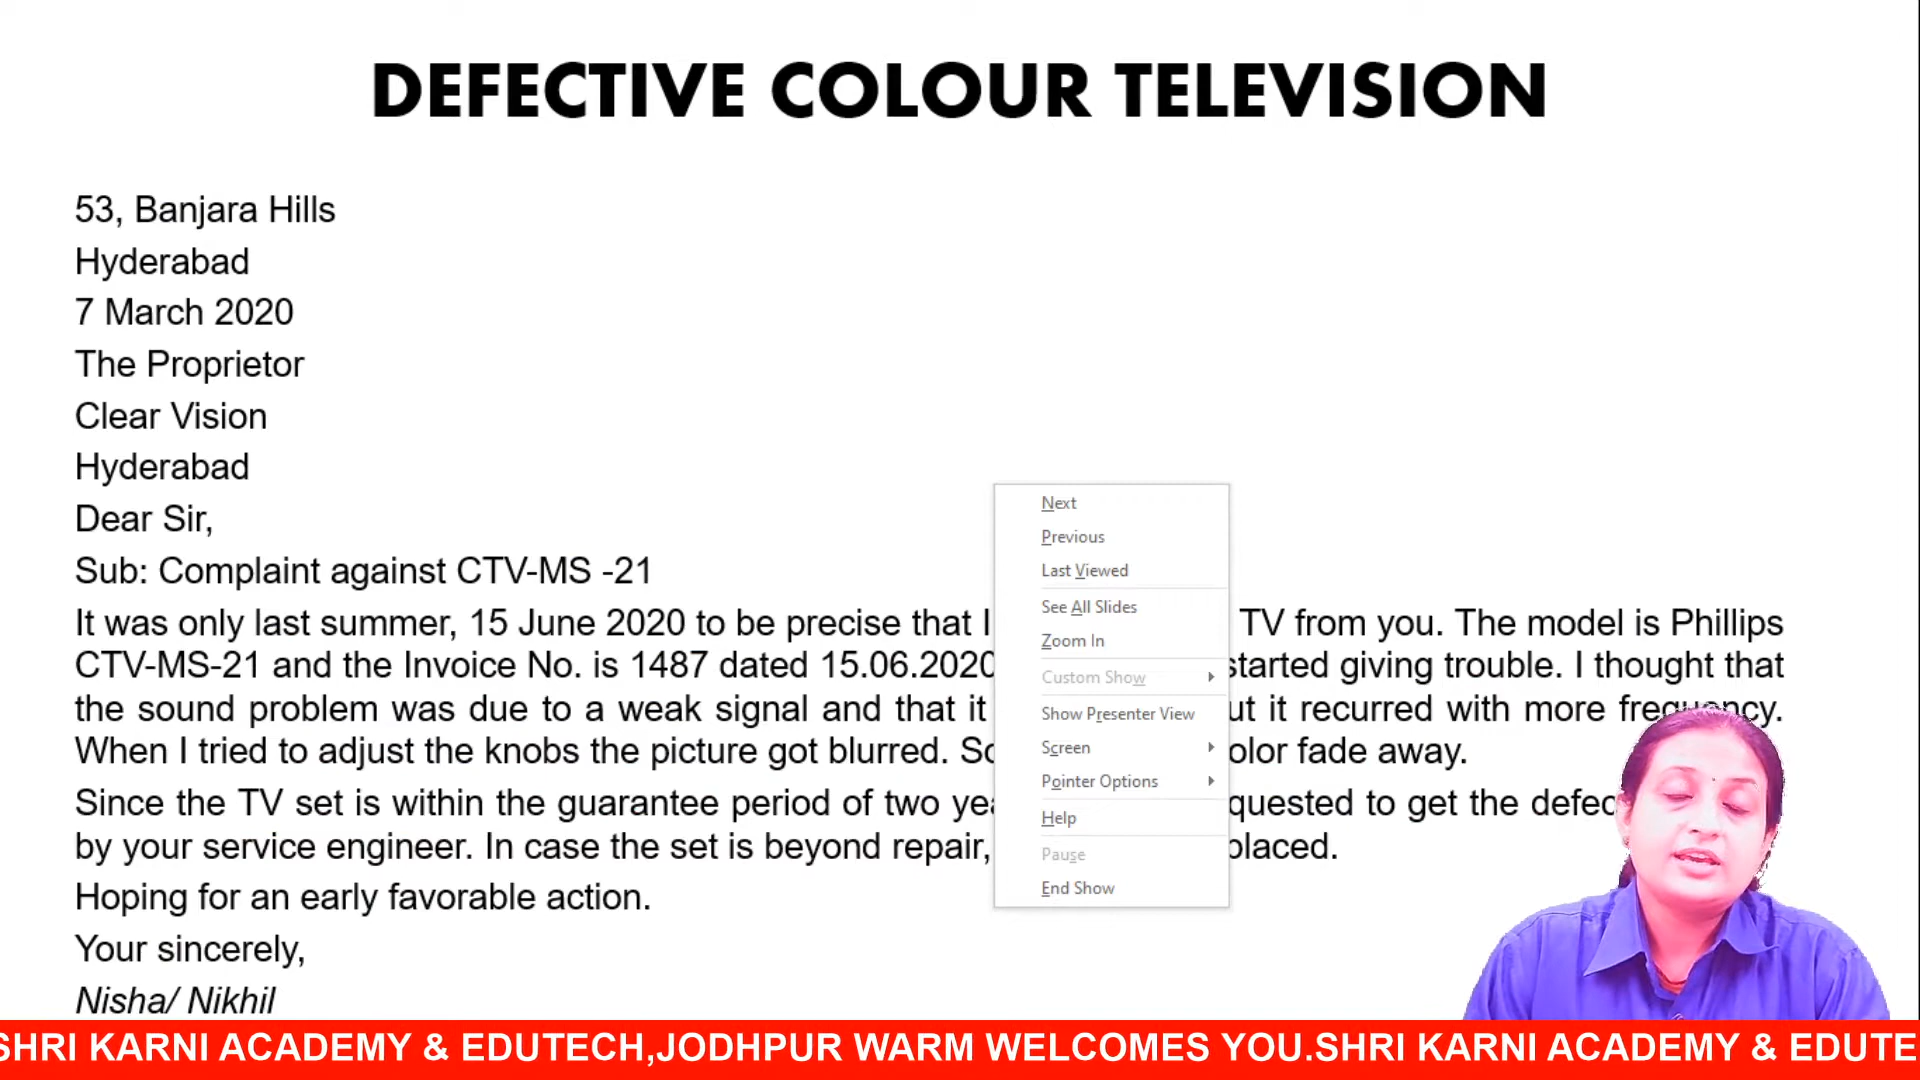 DEFECTIVE COLOUR TELEVISION
53, Banjara Hills
Hyderabad
7 March 2020
The Proprietor
Clear Vision
Hyderabad
Dear Sir,
Sub: Complaint against CTV-MS -21
It was only last summer, 15 June 2020 to be precise that I TV from you. The model is Phillips
CTV-MS-21 and the Invoice No. is 1487 dated 15.06.2020 started giving trouble. I thought that
the sound problem was due to a weak signal and that it it recurred with more frequency.
When I tried to adjust the knobs the picture got blurred. fade away.
Since the TV set is within the guarantee period of two to get the
by your service engineer. In case the set is beyond repair,
Hoping for an early favorable action.
Your sincerely,
Nisha/ Nikhil
Next
Previous
Last Viewed
See All Slides
Zoom In
Custom Show
Show Presenter View
Screen
Pointer Options
Help
Pause
End Show
SHRI KARNI ACADEMY & EDUTECH,JODHPUR WARM WELCOMES YOU.SHRI KARNI ACADEMY &